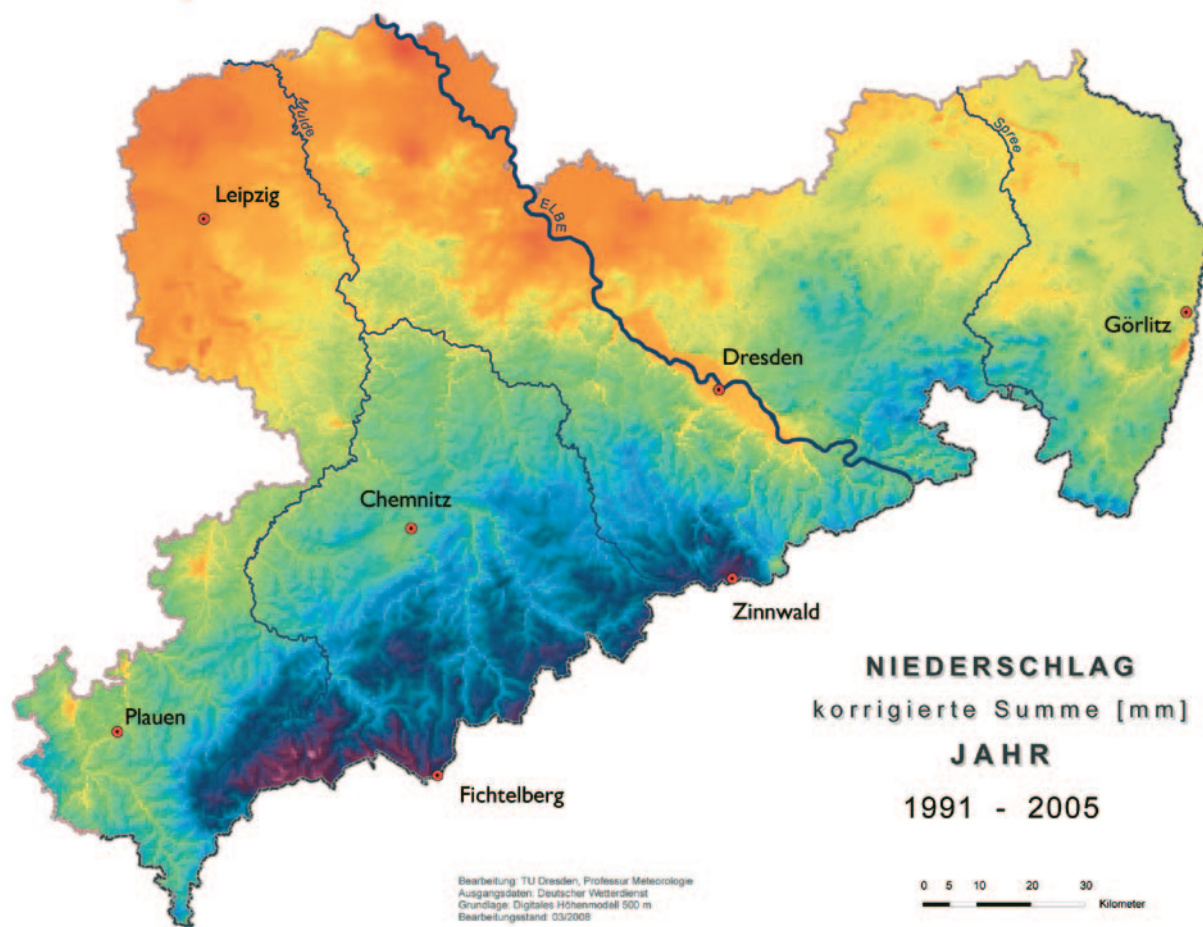 Mulde
Spree
Leipzig
ELBE
Görlitz
Dresden
Chemnitz
Zinnwald
NIEDERSCHLAG
korrigierte Summe [mm]
JAHR
1991 - 2005
Plauen
Fichtelberg
Bearbeitung: TU Dresden, Professur Meteorologie
Ausgangsdaten: Deutscher Wetterdienst
Grundlage: Digitales Höhenmodell 500 m
Bearbeitungsstand: 03/2008
0 5 10 20 30
Kilometer